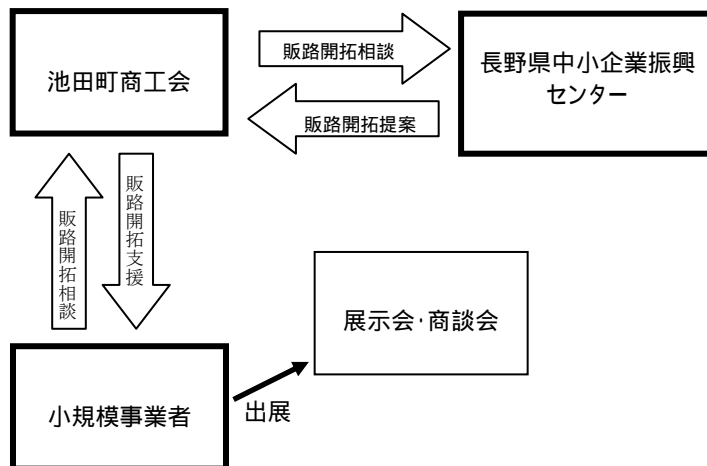 池田町商工会
販路開拓相談
長野県中小企業振興
センター
販路開拓提案
販路開拓相談
販路開拓支援
展示会・商談会
小規模事業者
出展